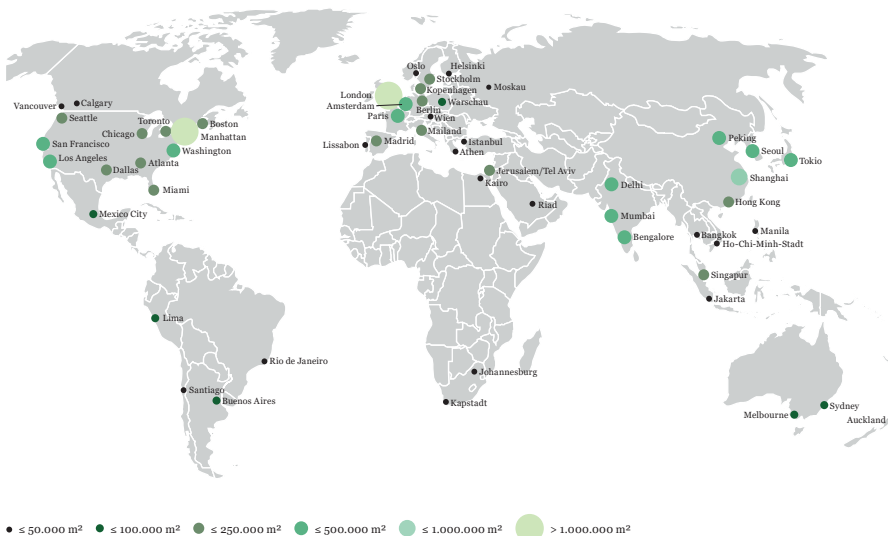 Oslo
Helsinki
Stockholm
Moskau
Kopenhagen
London
Amsterdam
Berlin
Warschau
Paris
Wien
Mailand
Madrid
Lissabon
Istanbul
Athen
Vancouver
Calgary
Seattle
Toronto
Boston
Chicago
Manhattan
San Francisco
Washington
Los Angeles
Dallas
Atlanta
Miami
Mexico City
Jerusalem/Tel Aviv
Kairo
Riad
Delhi
Mumbai
Bengalore
Peking
Seoul
Tokio
Shanghai
Hong Kong
Bangkok
Manila
Ho-Chi-Minh-Stadt
Singapur
Jakarta
Lima
Rio de Janeiro
Santiago
Buenos Aires
Johannesburg
Kapstadt
Melbourne
Sydney
Auckland
≤ 50.000 m² ≤ 100.000 m² ≤ 250.000 m² ≤ 500.000 m² ≤ 1.000.000 m² > 1.000.000 m²